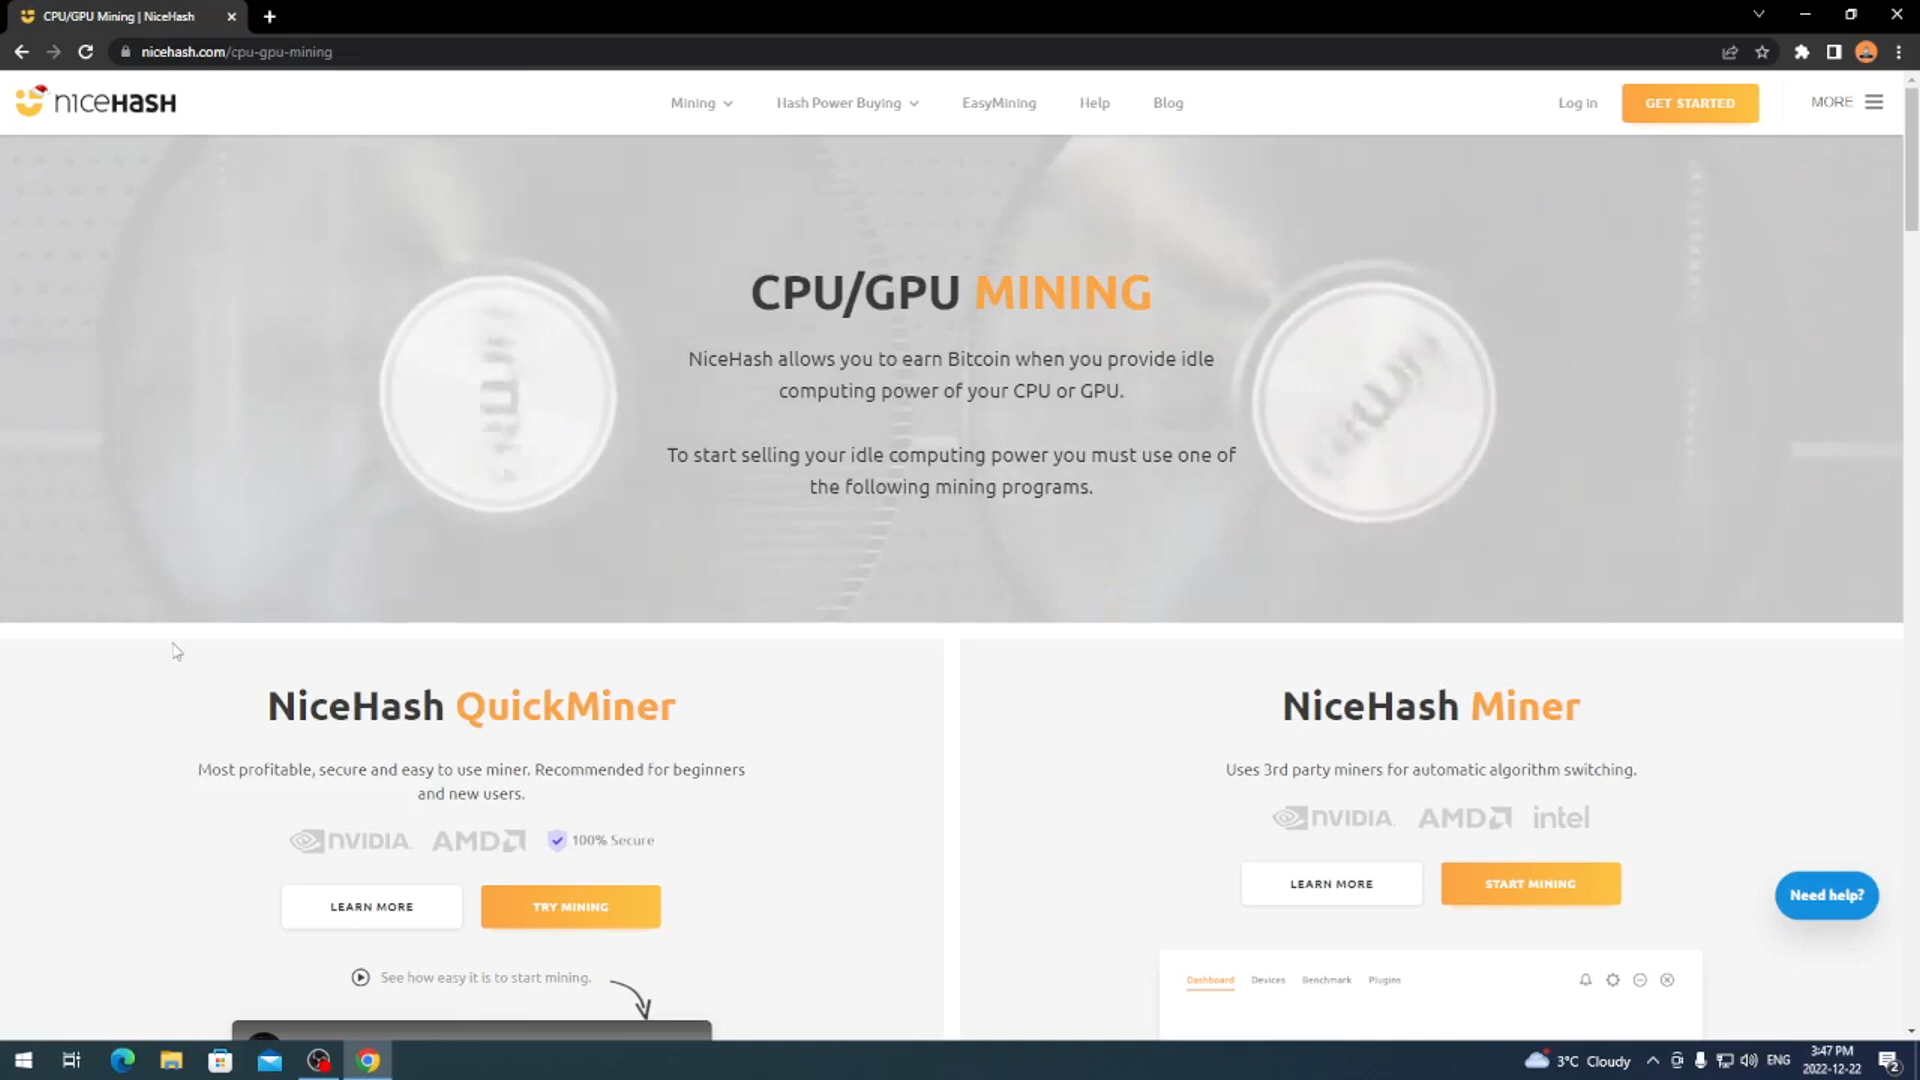 CPU/GPU Mining | NiceHash
nicehash.com/cpu-gpu-mining
nıceHasH
Mining
Hash Power Buying
EasyMining
Help
Blog
Log in
GET STARTED
MORE
CPU/GPU MINING
NiceHash allows you to earn Bitcoin when you provide idle
computing power of your CPU or GPU.
To start selling your idle computing power you must use one of
the following mining programs.
NiceHash QuickMiner
Most profitable, secure and easy to use miner. Recommended for beginners
and new users.
NVIDIA. AMD 100% Secure
LEARN MORE
TRY MINING
See how easy it is to start mining.
NiceHash Miner
Uses 3rd party miners for automatic algorithm switching.
NVIDIA. AMD intel
LEARN MORE
START MINING
Dashboard Devices Benchmark Plugins
Need help?
3°C Cloudy
ENG
3:47 PM
2022-12-22
2